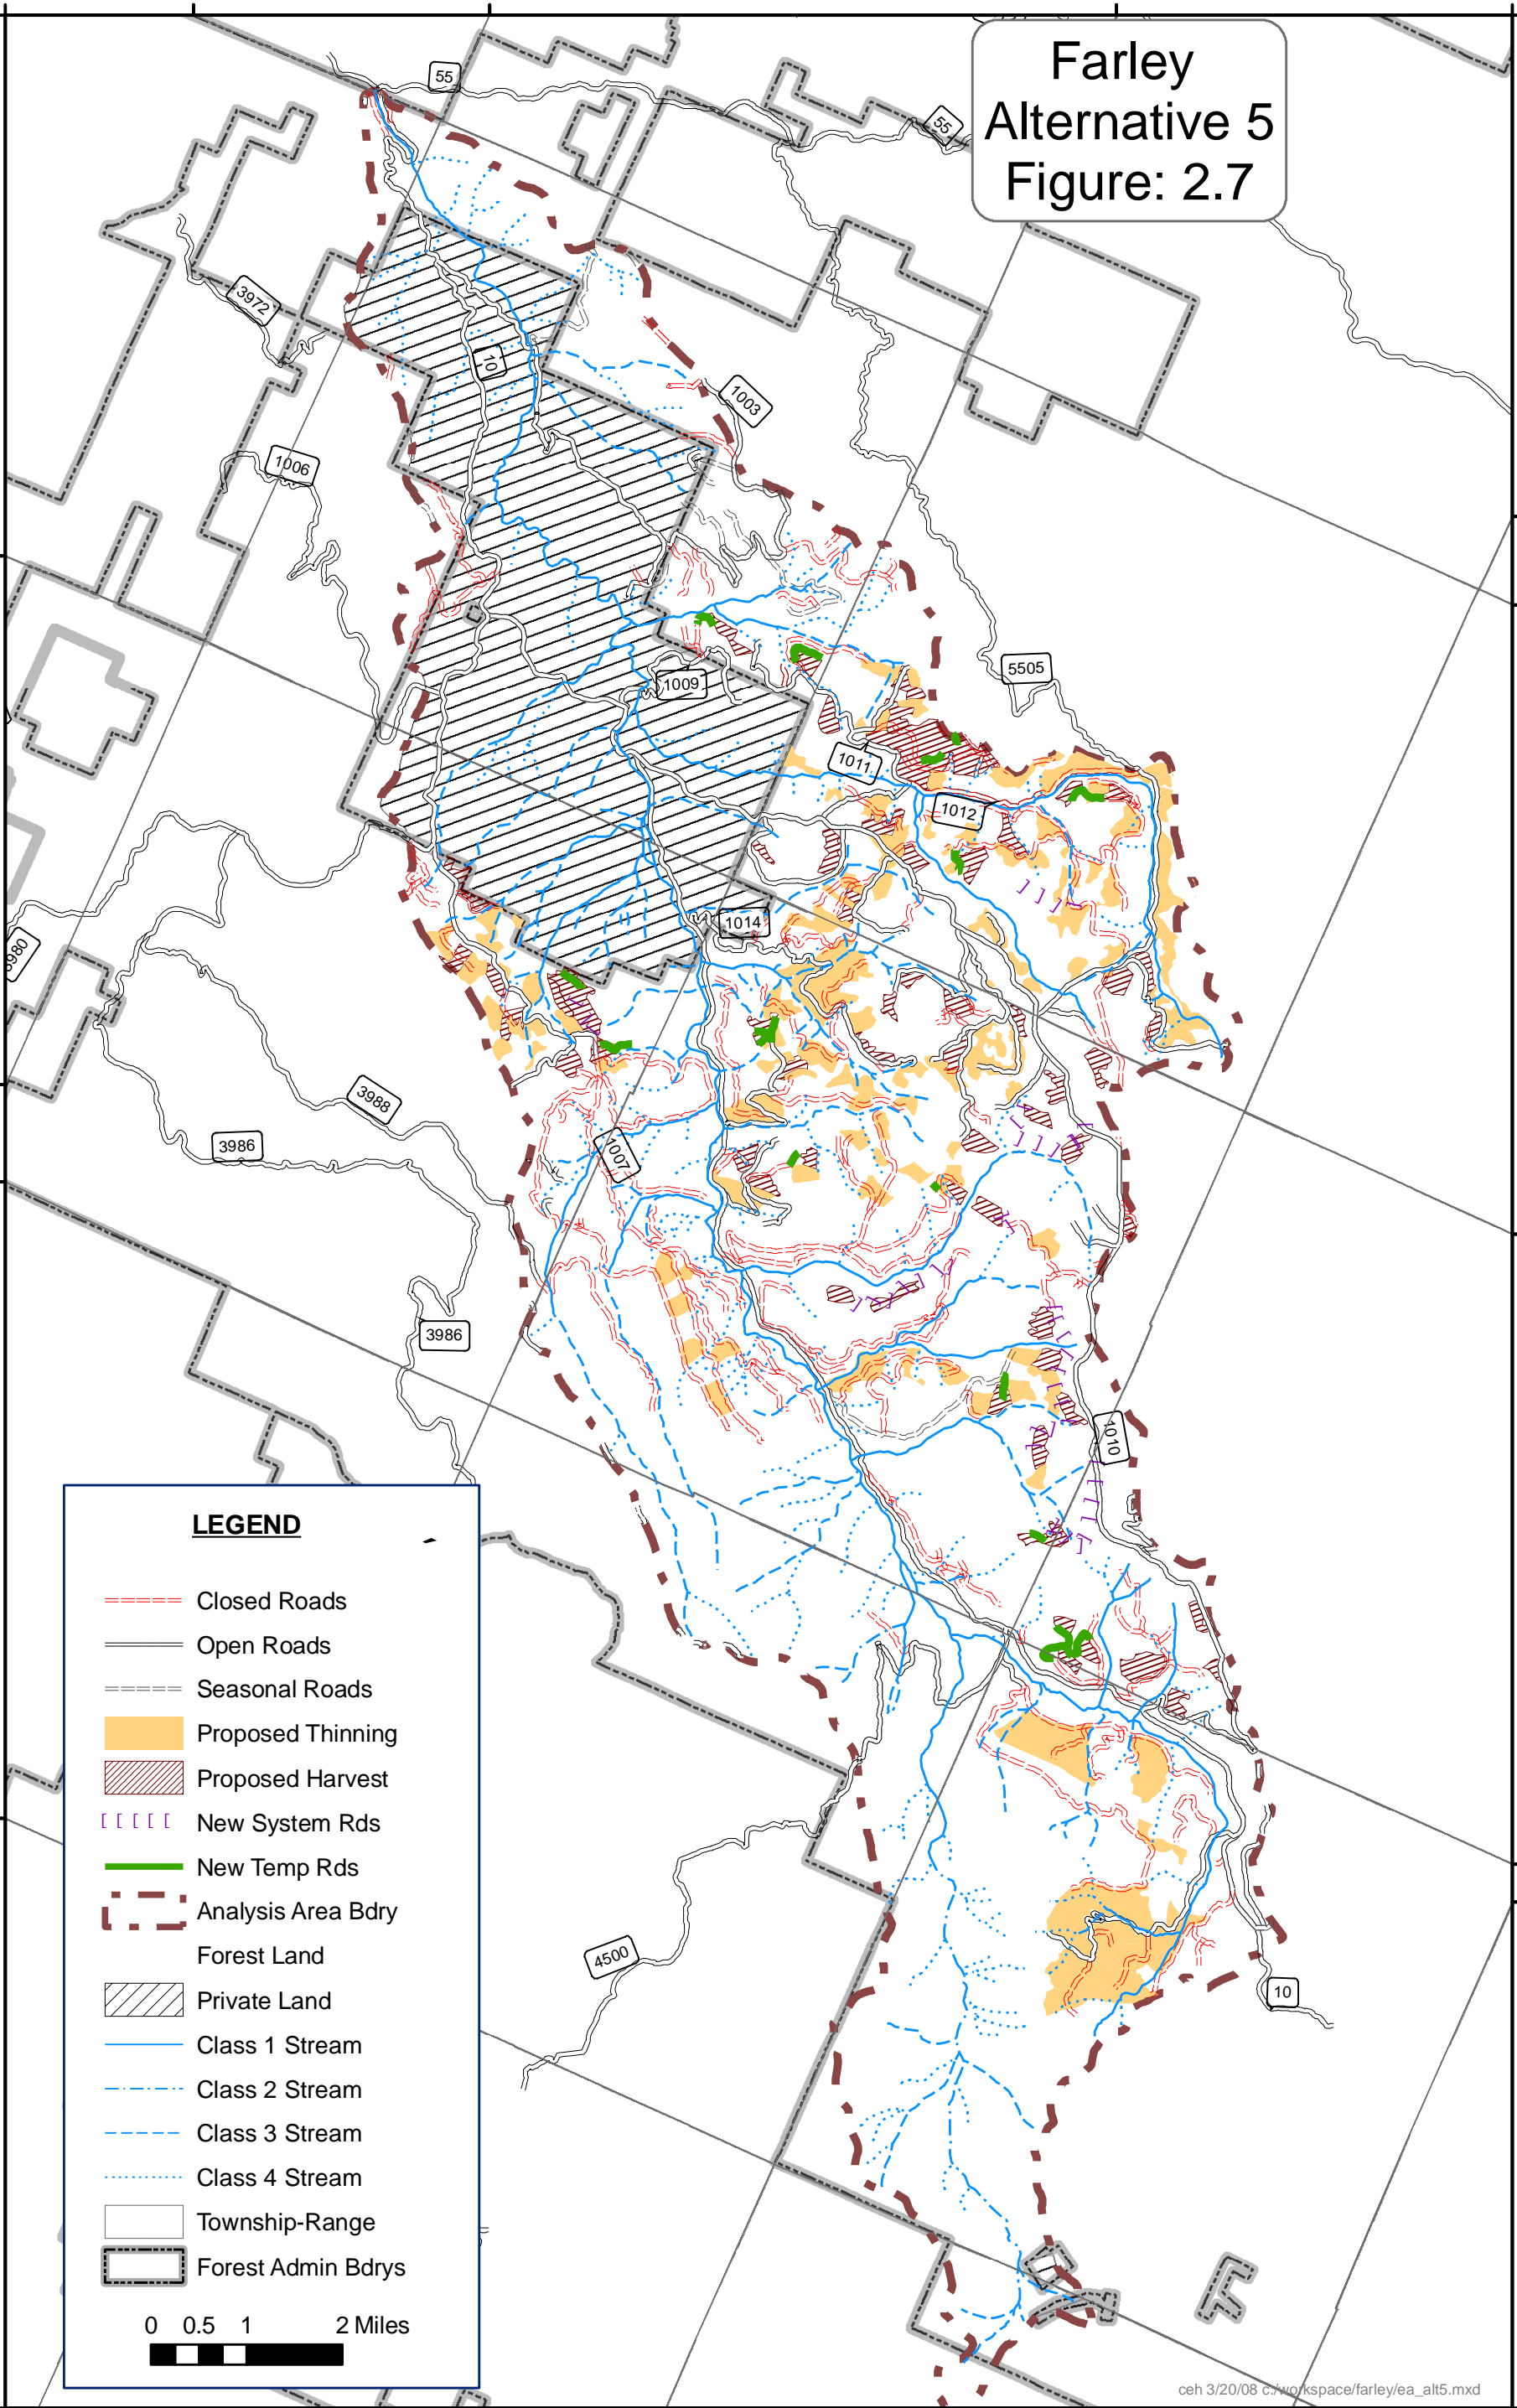 Farley
Alternative 5
Figure: 2.7
55
55
3972
10
1003
1006
5505
1009
1011
1012
1014
3980
3988
3986
1007
3986
1010
4500
10
LEGEND
Closed Roads
Open Roads
Seasonal Roads
Proposed Thinning
Proposed Harvest
New System Rds
New Temp Rds
Analysis Area Bdry
Forest Land
Private Land
Class 1 Stream
Class 2 Stream
Class 3 Stream
Class 4 Stream
Township-Range
Forest Admin Bdrys
0 0.5 1 2 Miles
ceh 3/20/08 c:/workspace/farley/ea_alt5.mxd